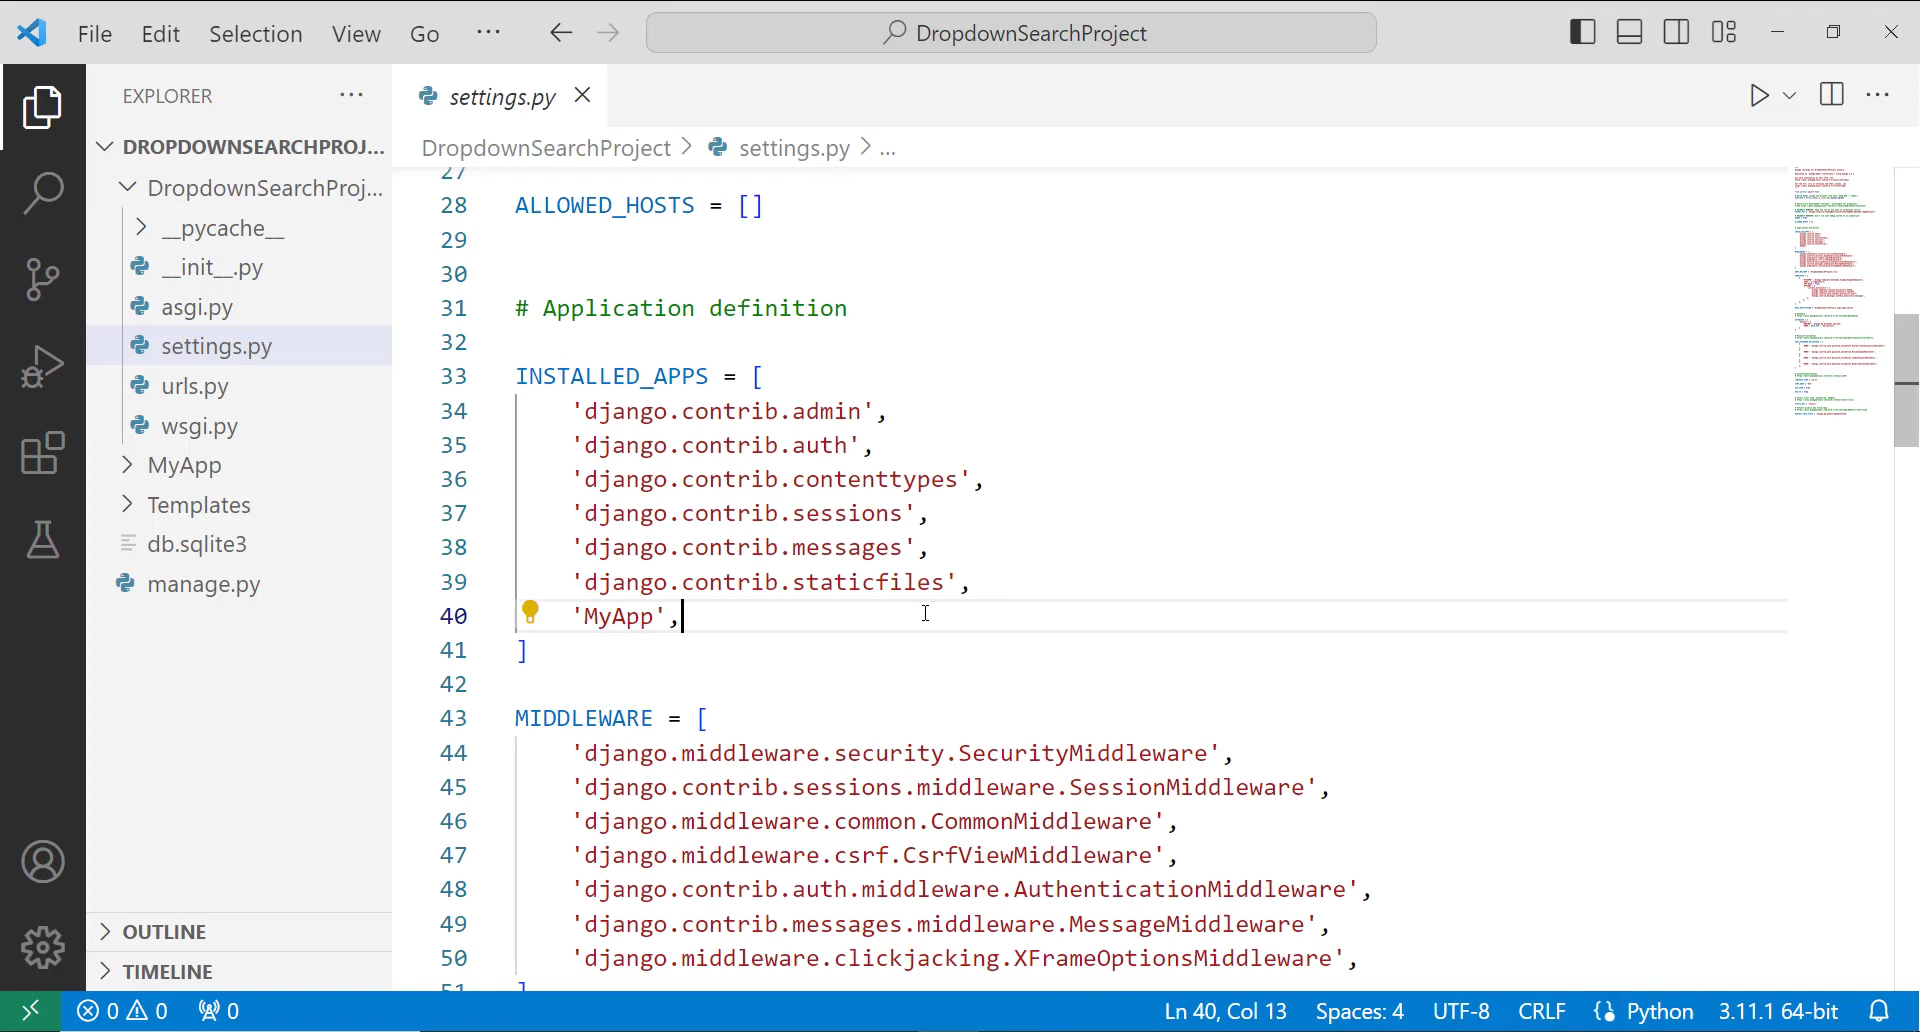 File Edit Selection View Go ... DropdownSearchProject
EXPLORER ...
settings.py
DROPDOWNSEARCHPROJ...
DropdownSearchProject > settings.py > ...
DropdownSearchProj...
__pycache__
__init__.py
asgi.py
settings.py
urls.py
wsgi.py
MyApp
Templates
db.sqlite3
manage.py
OUTLINE
TIMELINE
27
28 ALLOWED_HOSTS = []
29
30
31 # Application definition
32
33 INSTALLED_APPS = [
34 'django.contrib.admin',
35 'django.contrib.auth',
36 'django.contrib.contenttypes',
37 'django.contrib.sessions',
38 'django.contrib.messages',
39 'django.contrib.staticfiles',
40 'MyApp',
41 ]
42
43 MIDDLEWARE = [
44 'django.middleware.security.SecurityMiddleware',
45 'django.contrib.sessions.middleware.SessionMiddleware',
46 'django.middleware.common.CommonMiddleware',
47 'django.middleware.csrf.CsrfViewMiddleware',
48 'django.contrib.auth.middleware.AuthenticationMiddleware',
49 'django.contrib.messages.middleware.MessageMiddleware',
50 'django.middleware.clickjacking.XFrameOptionsMiddleware',
51 ]
0 0 0 Ln 40, Col 13 Spaces: 4 UTF-8 CRLF Python 3.11.1 64-bit